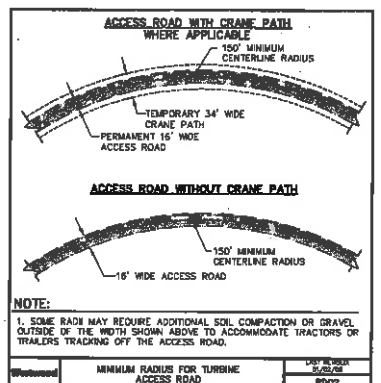 ACCESS ROAD WITH CRANE PATH
WHERE APPLICABLE
150' MINIMUM
CENTERLINE RADIUS
TEMPORARY 34' WIDE
CRANE PATH
PERMANENT 16' WIDE
ACCESS ROAD
ACCESS ROAD WITHOUT CRANE PATH
150' MINIMUM
CENTERLINE RADIUS
16' WIDE ACCESS ROAD
NOTE:
1. SOME RADII MAY REQUIRE ADDITIONAL SOIL COMPACTION OR GRAVEL
OUTSIDE OF THE WIDTH SHOWN ABOVE TO ACCOMMODATE TRACTORS OR
TRAILERS TRACKING OFF THE ACCESS ROAD.
Westwood
MINIMUM RADIUS FOR TURBINE
ACCESS ROAD